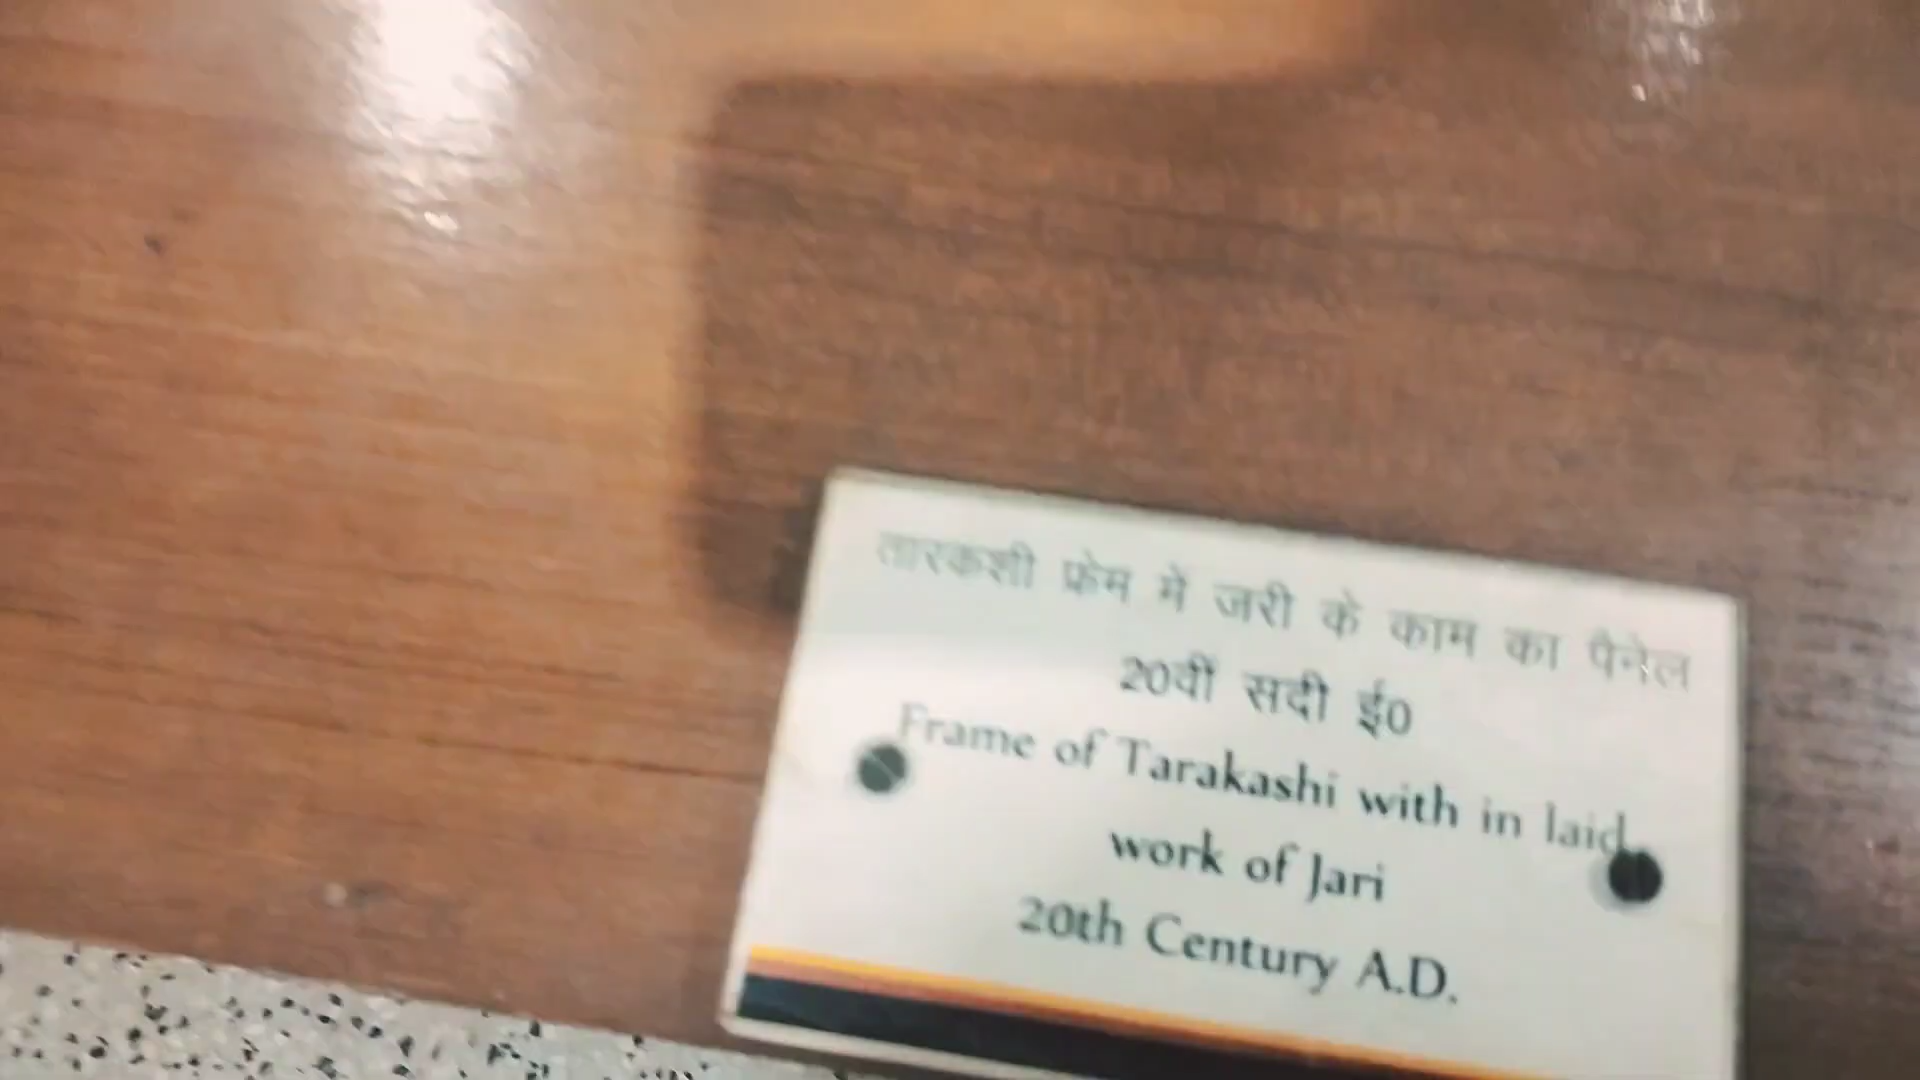 तारकशी फ्रेम में जरी के काम का पैनेल
20वीं सदी ई0
Frame of Tarakashi with in laid
work of Jari
20th Century A.D.